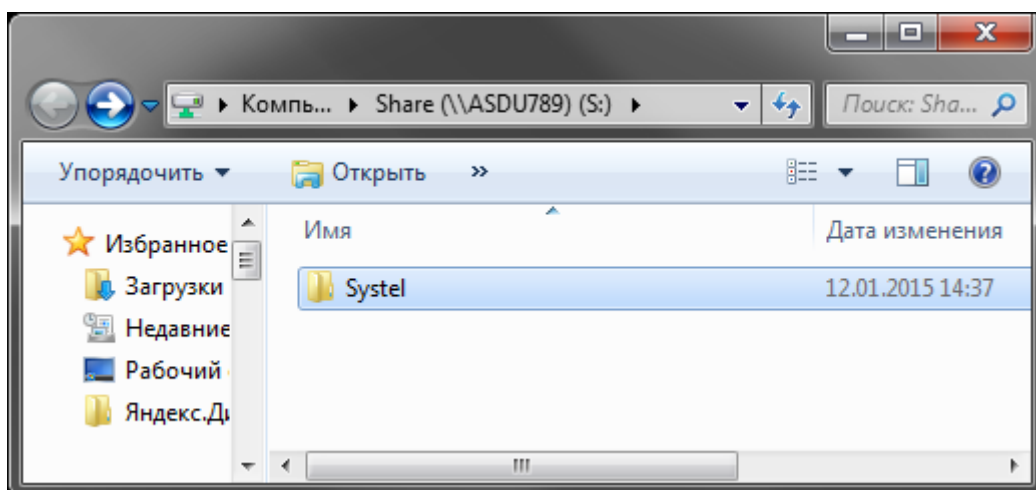 Компь... Share (\\ASDU789) (S:) Поиск: Sha...
Упорядочить Открыть »
Избранное
Загрузки
Недавние
Рабочий
Яндекс.Ди
Имя Дата изменения
Systel 12.01.2015 14:37